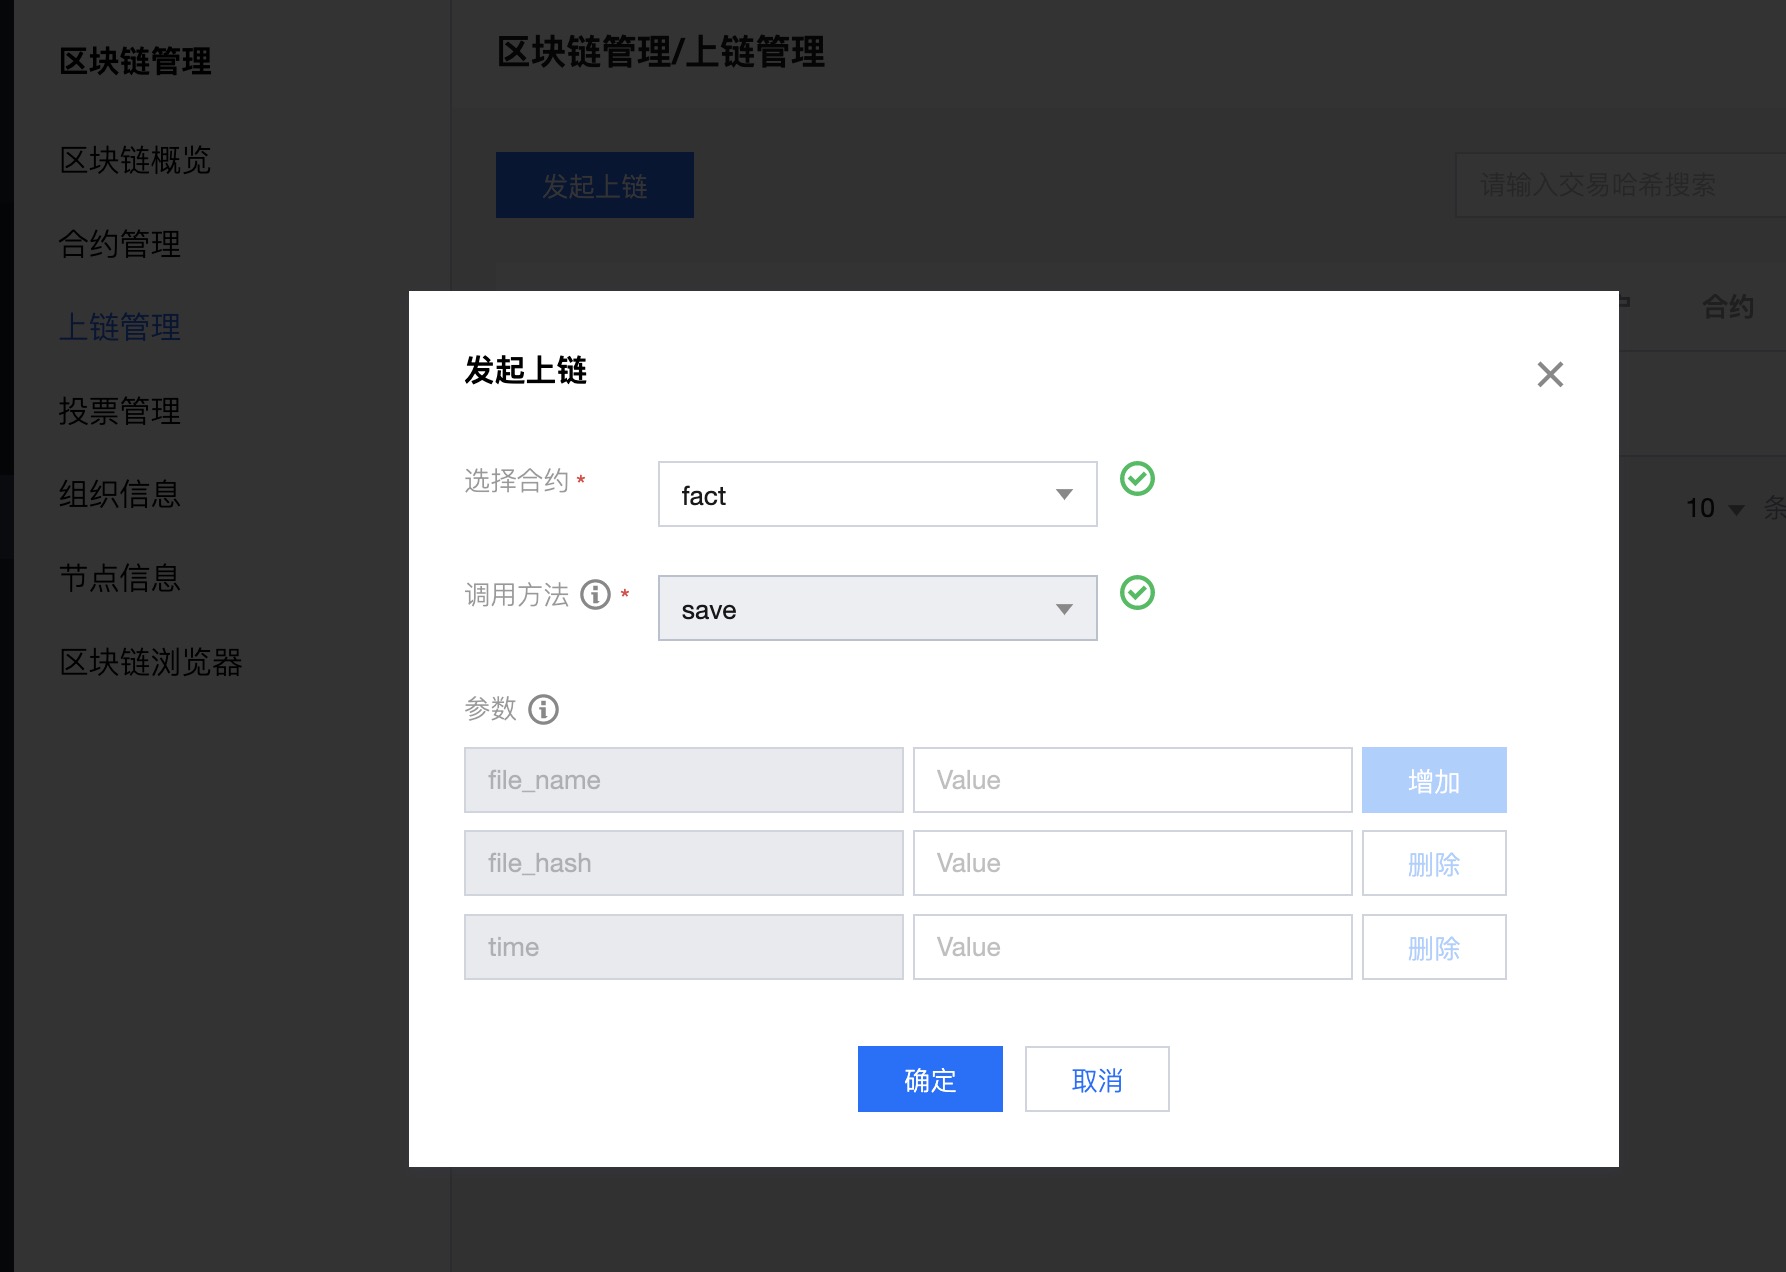 区块链管理
区块链概览
合约管理
上链管理
投票管理
组织信息
节点信息
区块链浏览器
区块链管理/上链管理
发起上链
请输入交易哈希搜索
合约
10 条
发起上链
选择合约 *
fact
调用方法 *
save
参数
file_name Value 增加
file_hash Value 删除
time Value 删除
确定 取消